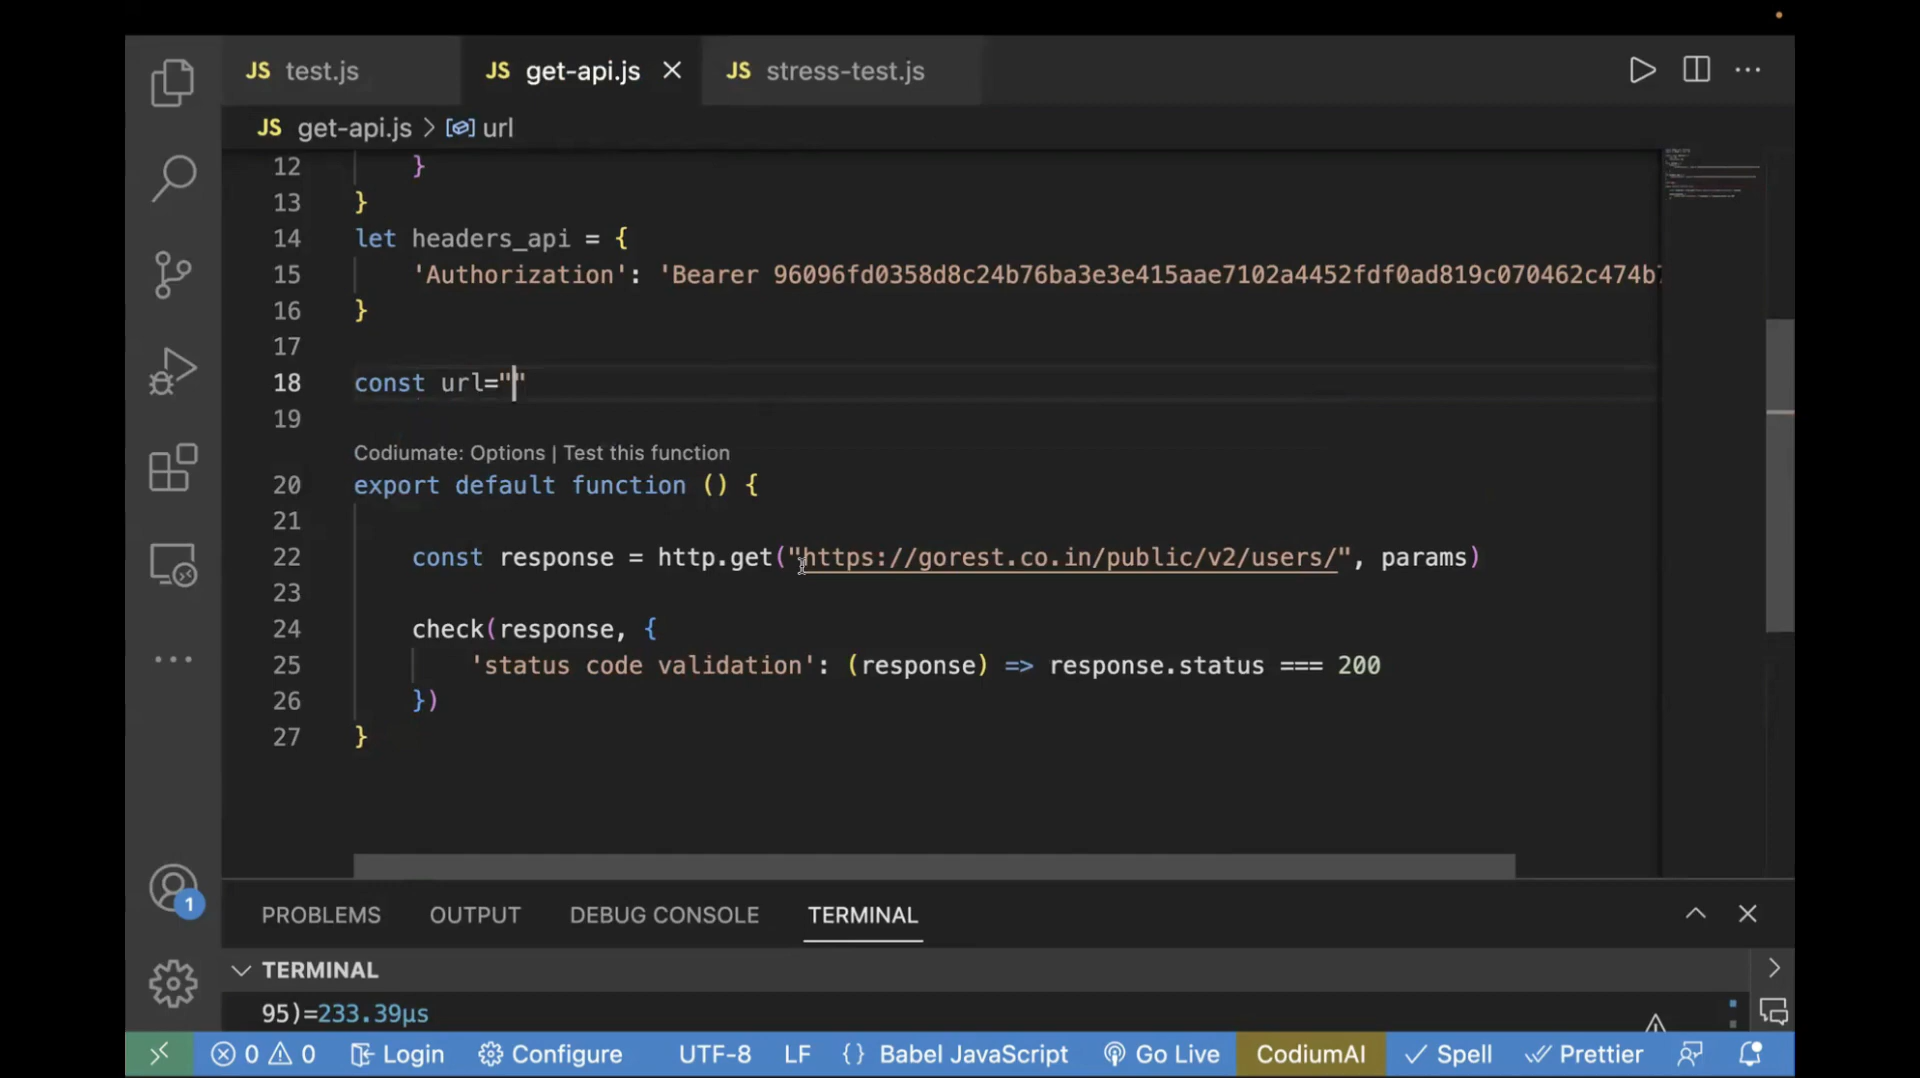 JS test.js JS get-api.js JS stress-test.js
JS get-api.js > url
12 }
13 }
14 let headers_api = {
15 'Authorization': 'Bearer 96096fd0358d8c24b76ba3e3e415aae7102a4452fdf0ad819c070462c474b7
16 }
17
18 const url=""
19
Codiumate: Options | Test this function
20 export default function () {
21
22 const response = http.get("https://gorest.co.in/public/v2/users/", params)
23
24 check(response, {
25 'status code validation': (response) => response.status === 200
26 })
27 }
1
PROBLEMS OUTPUT DEBUG CONSOLE TERMINAL
TERMINAL
95)=233.39µs
0 0 Login Configure UTF-8 LF {} Babel JavaScript Go Live CodiumAI Spell Prettier